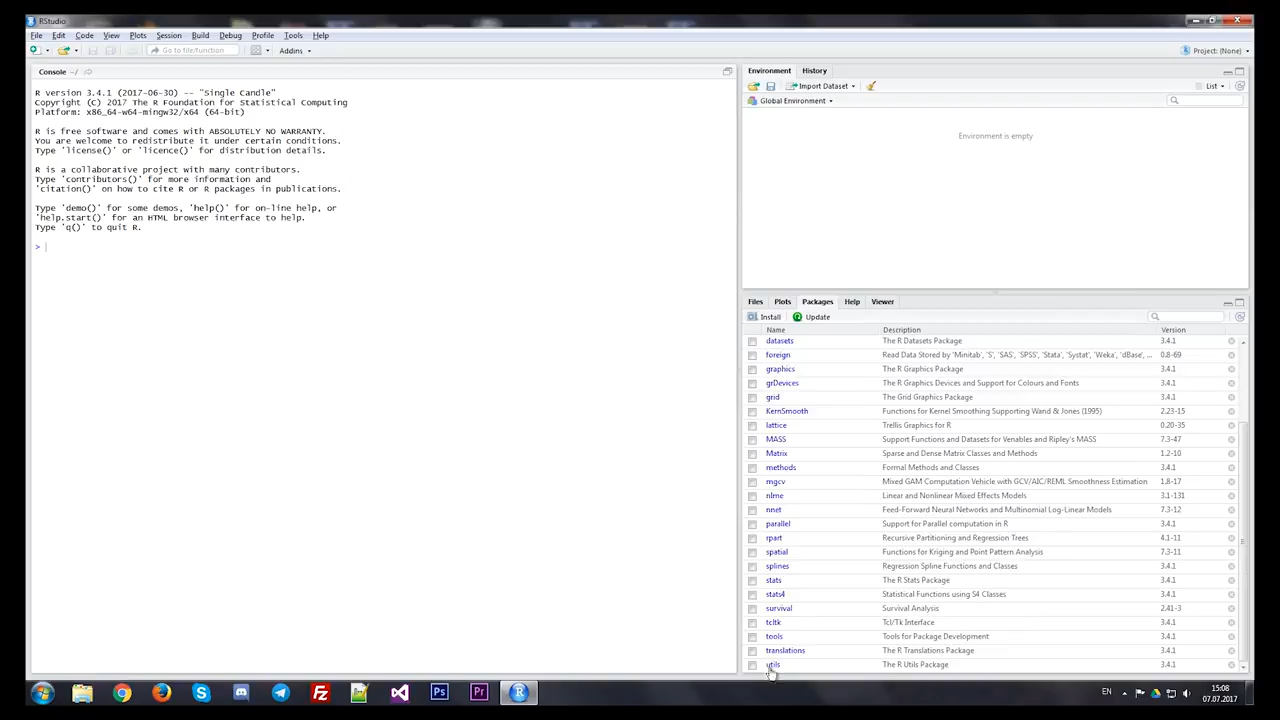 RStudio
File Edit Code View Plots Session Build Debug Profile Tools Help
Go to file/function Addins Project: (None)
Console ~/
R version 3.4.1 (2017-06-30) -- "Single Candle"
Copyright (C) 2017 The R Foundation for Statistical Computing
Platform: x86_64-w64-mingw32/x64 (64-bit)
R is free software and comes with ABSOLUTELY NO WARRANTY.
You are welcome to redistribute it under certain conditions.
Type 'license()' or 'licence()' for distribution details.
R is a collaborative project with many contributors.
Type 'contributors()' for more information and
'citation()' on how to cite R or R packages in publications.
Type 'demo()' for some demos, 'help()' for on-line help, or
'help.start()' for an HTML browser interface to help.
Type 'q()' to quit R.
>
Environment History
Import Dataset List
Global Environment
Environment is empty
Files Plots Packages Help Viewer
Install Update
Name Description Version
datasets The R Datasets Package 3.4.1
foreign Read Data Stored by 'Minitab', 'S', 'SAS', 'SPSS', 'Stata', 'Systat', 'Weka', 'dBase', ... 0.8-69
graphics The R Graphics Package 3.4.1
grDevices The R Graphics Devices and Support for Colours and Fonts 3.4.1
grid The Grid Graphics Package 3.4.1
KernSmooth Functions for Kernel Smoothing Supporting Wand & Jones (1995) 2.23-15
lattice Trellis Graphics for R 0.20-35
MASS Support Functions and Datasets for Venables and Ripley's MASS 7.3-47
Matrix Sparse and Dense Matrix Classes and Methods 1.2-10
methods Formal Methods and Classes 3.4.1
mgcv Mixed GAM Computation Vehicle with GCV/AIC/REML Smoothness Estimation 1.8-17
nlme Linear and Nonlinear Mixed Effects Models 3.1-131
nnet Feed-Forward Neural Networks and Multinomial Log-Linear Models 7.3-12
parallel Support for Parallel computation in R 3.4.1
rpart Recursive Partitioning and Regression Trees 4.1-11
spatial Functions for Kriging and Point Pattern Analysis 7.3-11
splines Regression Spline Functions and Classes 3.4.1
stats The R Stats Package 3.4.1
stats4 Statistical Functions using S4 Classes 3.4.1
survival Survival Analysis 2.41-3
tcltk Tcl/Tk Interface 3.4.1
tools Tools for Package Development 3.4.1
translations The R Translations Package 3.4.1
utils The R Utils Package 3.4.1
Ps Pr R EN 15:08
07.07.2017